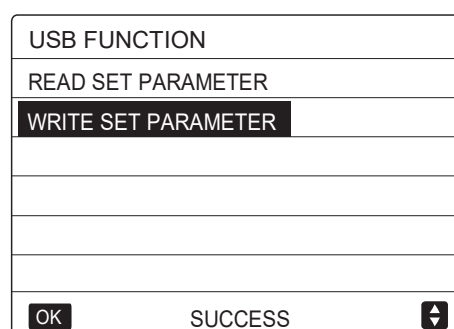 USB FUNCTION
READ SET PARAMETER
WRITE SET PARAMETER
OK SUCCESS